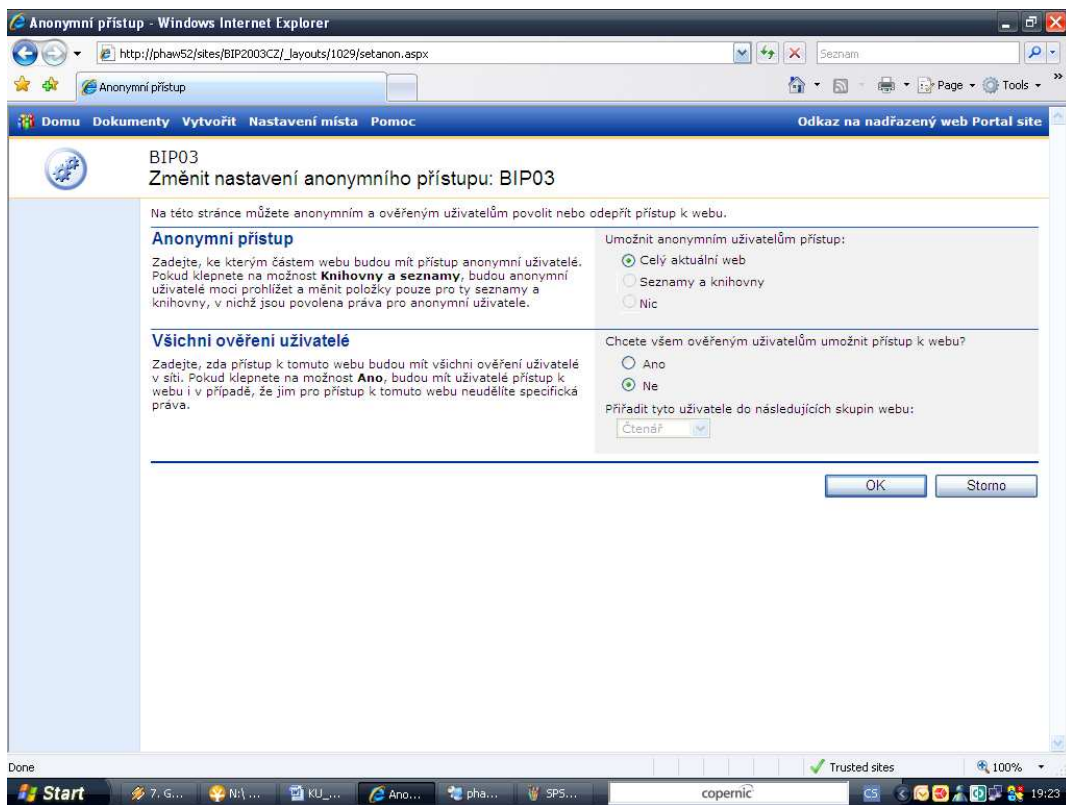 Anonymní přístup - Windows Internet Explorer
http://phaw52/sites/BIP2003CZ/_layouts/1029/setanon.aspx
Seznam
Anonymní přístup
Page
Tools
Domu Dokumenty Vytvořit Nastavení místa Pomoc
Odkaz na nadřazený web Portal site
BIP03
Změnit nastavení anonymního přístupu: BIP03
Na této stránce můžete anonymním a ověřeným uživatelům povolit nebo odepřít přístup k webu.
Anonymní přístup
Zadejte, ke kterým částem webu budou mít přístup anonymní uživatelé.
Pokud klepnete na možnost Knihovny a seznamy, budou anonymní
uživatelé moci prohlížet a měnit položky pouze pro ty seznamy a
knihovny, v nichž jsou povolena práva pro anonymní uživatele.
Umožnit anonymním uživatelům přístup:
Celý aktuální web
Seznamy a knihovny
Nic
Všichni ověření uživatelé
Zadejte, zda přístup k tomuto webu budou mít všichni ověření uživatelé
v síti. Pokud klepnete na možnost Ano, budou mít uživatelé přístup k
webu i v případě, že jim pro přístup k tomuto webu neudělíte specifická
práva.
Chcete všem ověřeným uživatelům umožnit přístup k webu?
Ano
Ne
Přiřadit tyto uživatele do následujících skupin webu:
Čtenář
OK
Storno
Done
Trusted sites
100%
Start
7. G...
N:\ ...
KU_...
Ano...
pha...
SPS...
copernic
CS
19:23